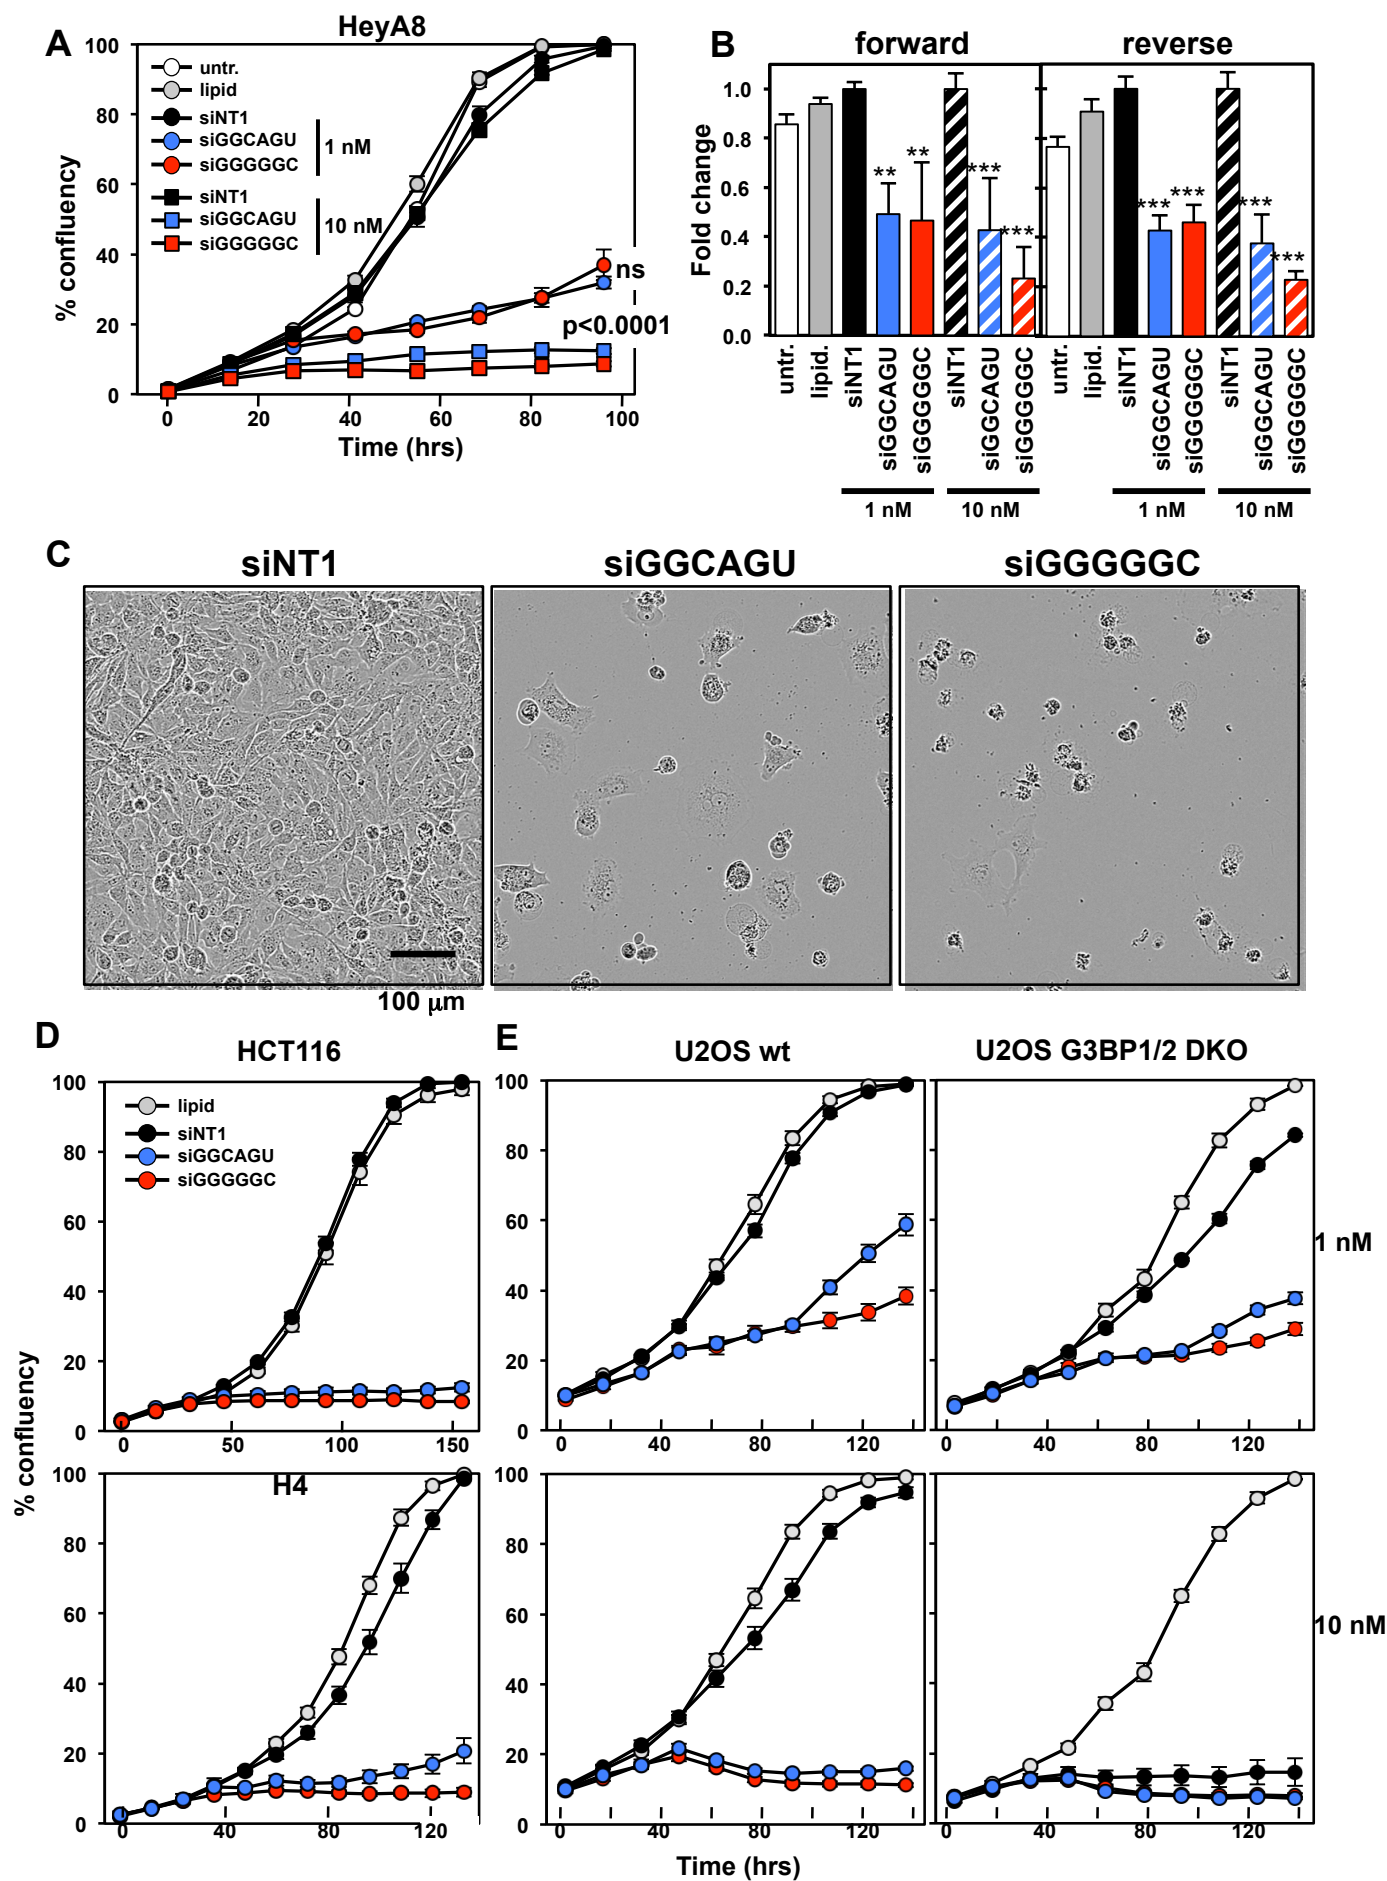 A
HeyA8
100
80
60
40
20
0
% confluency
untr.
lipid
siNT1
siGGCAGU
siGGGGGC
1 nM
siNT1
siGGCAGU
siGGGGGC
10 nM
ns
p<0.0001
0 20 40 60 80 100
Time (hrs)
B
forward reverse
Fold change
1.0
0.8
0.6
0.4
0.2
0.0
** ** *** ***
*** *** *** ***
untr. lipid. siNT1 siGGCAGU siGGGGGC siNT1 siGGCAGU siGGGGGC
untr. lipid. siNT1 siGGCAGU siGGGGGC siNT1 siGGCAGU siGGGGGC
1 nM 10 nM 1 nM 10 nM
C
siNT1 siGGCAGU siGGGGGC
100 µm
D
HCT116
100
80
60
40
20
0
lipid
siNT1
siGGCAGU
siGGGGGC
0 50 100 150
% confluency
H4
100
80
60
40
20
0
0 40 80 120
E
U2OS wt U2OS G3BP1/2 DKO
100
80
60
40
20
0
0 40 80 120
0 40 80 120
1 nM
100
80
60
40
20
0
0 40 80 120
0 40 80 120
10 nM
Time (hrs)